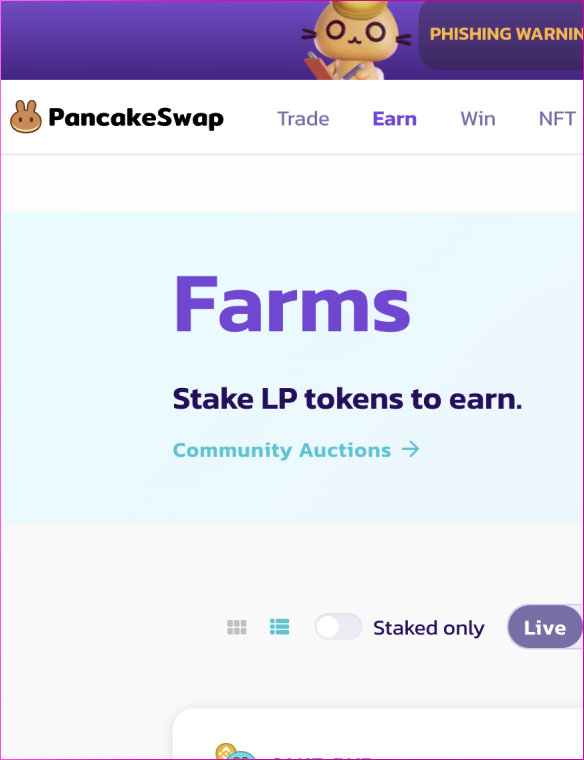 PHISHING WARNIN
PancakeSwap
Trade
Earn
Win
NFT
Farms
Stake LP tokens to earn.
Community Auctions →
Staked only
Live